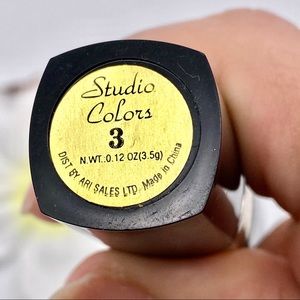 Studio
Colors
3
N.WT..0.12 OZ(3.5g)
DIST BY ARI SALES LTD. Made in China